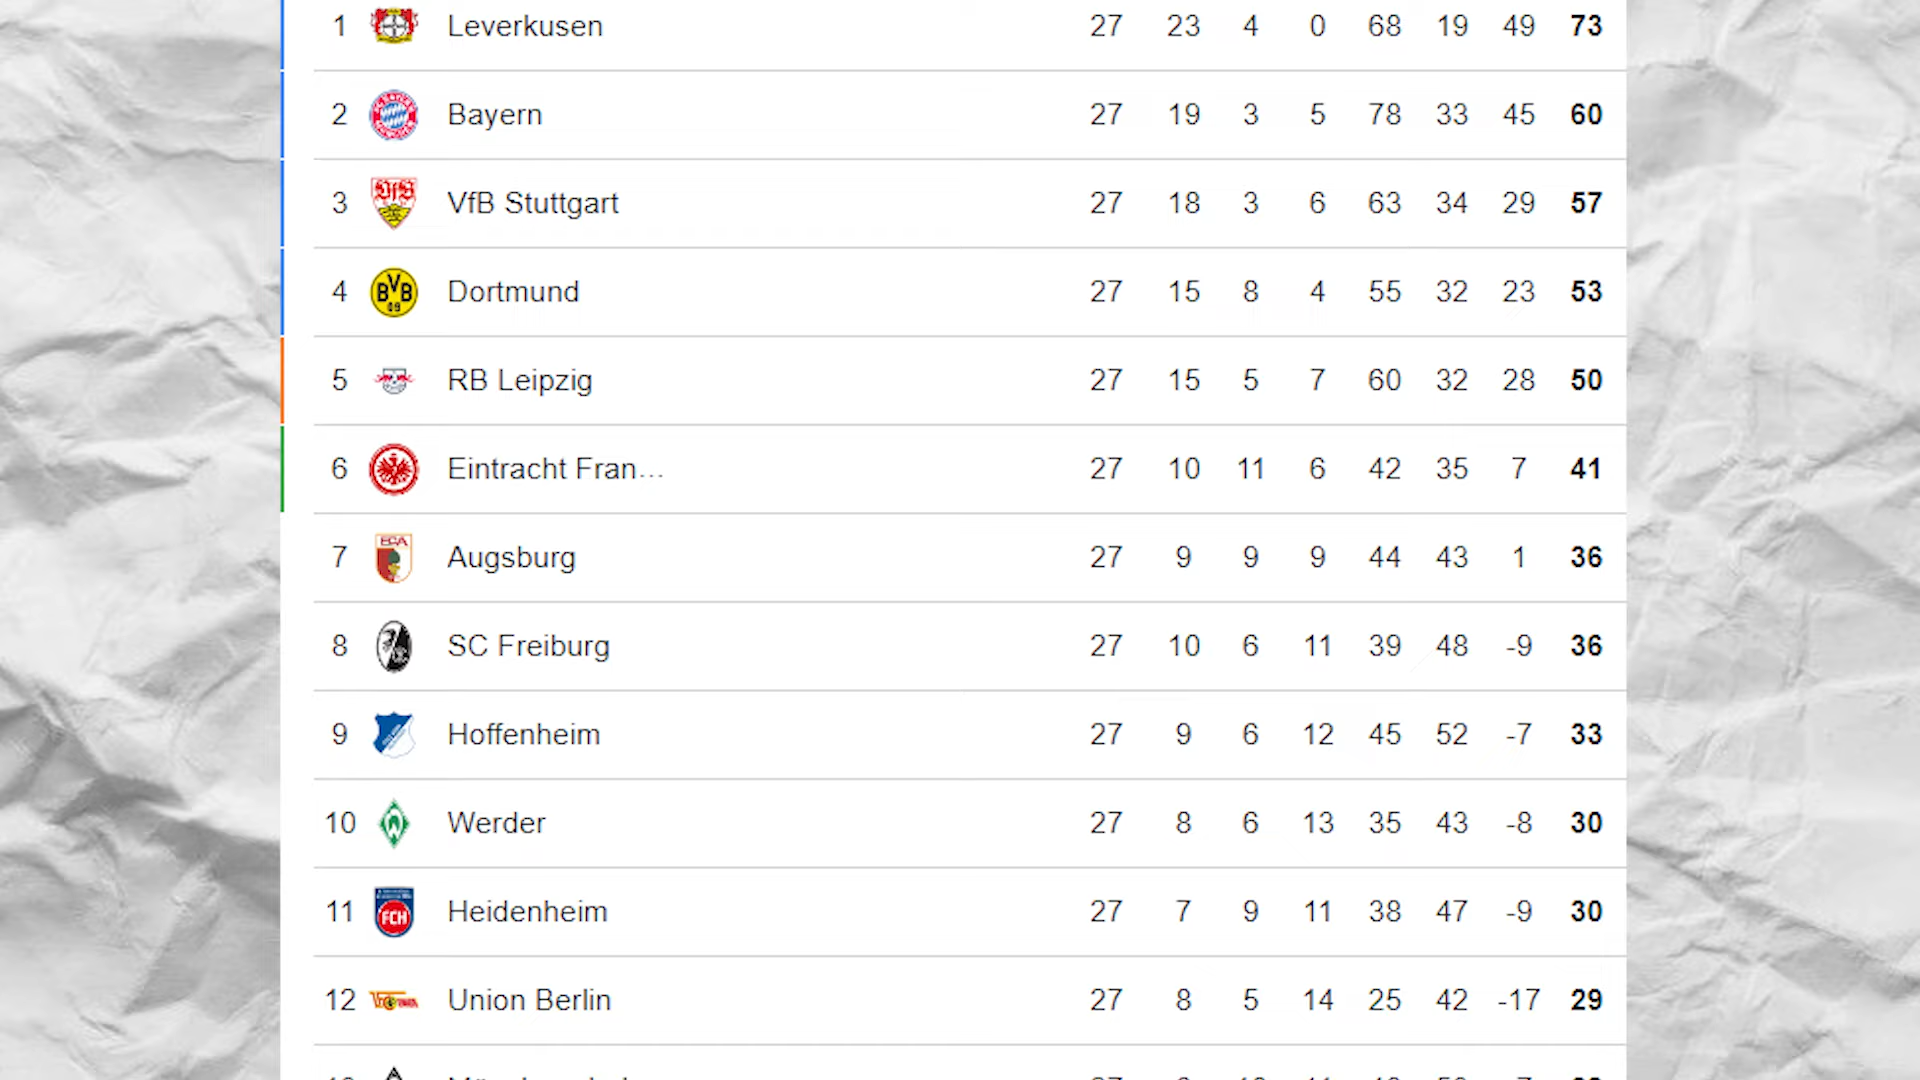 1 Leverkusen 27 23 4 0 68 19 49 73
2 Bayern 27 19 3 5 78 33 45 60
3 VfB Stuttgart 27 18 3 6 63 34 29 57
4 BVB 09 Dortmund 27 15 8 4 55 32 23 53
5 RB Leipzig 27 15 5 7 60 32 28 50
6 Eintracht Fran... 27 10 11 6 42 35 7 41
7 FCA Augsburg 27 9 9 9 44 43 1 36
8 SC Freiburg 27 10 6 11 39 48 -9 36
9 Hoffenheim 27 9 6 12 45 52 -7 33
10 W Werder 27 8 6 13 35 43 -8 30
11 FCH Heidenheim 27 7 9 11 38 47 -9 30
12 Union Berlin 27 8 5 14 25 42 -17 29